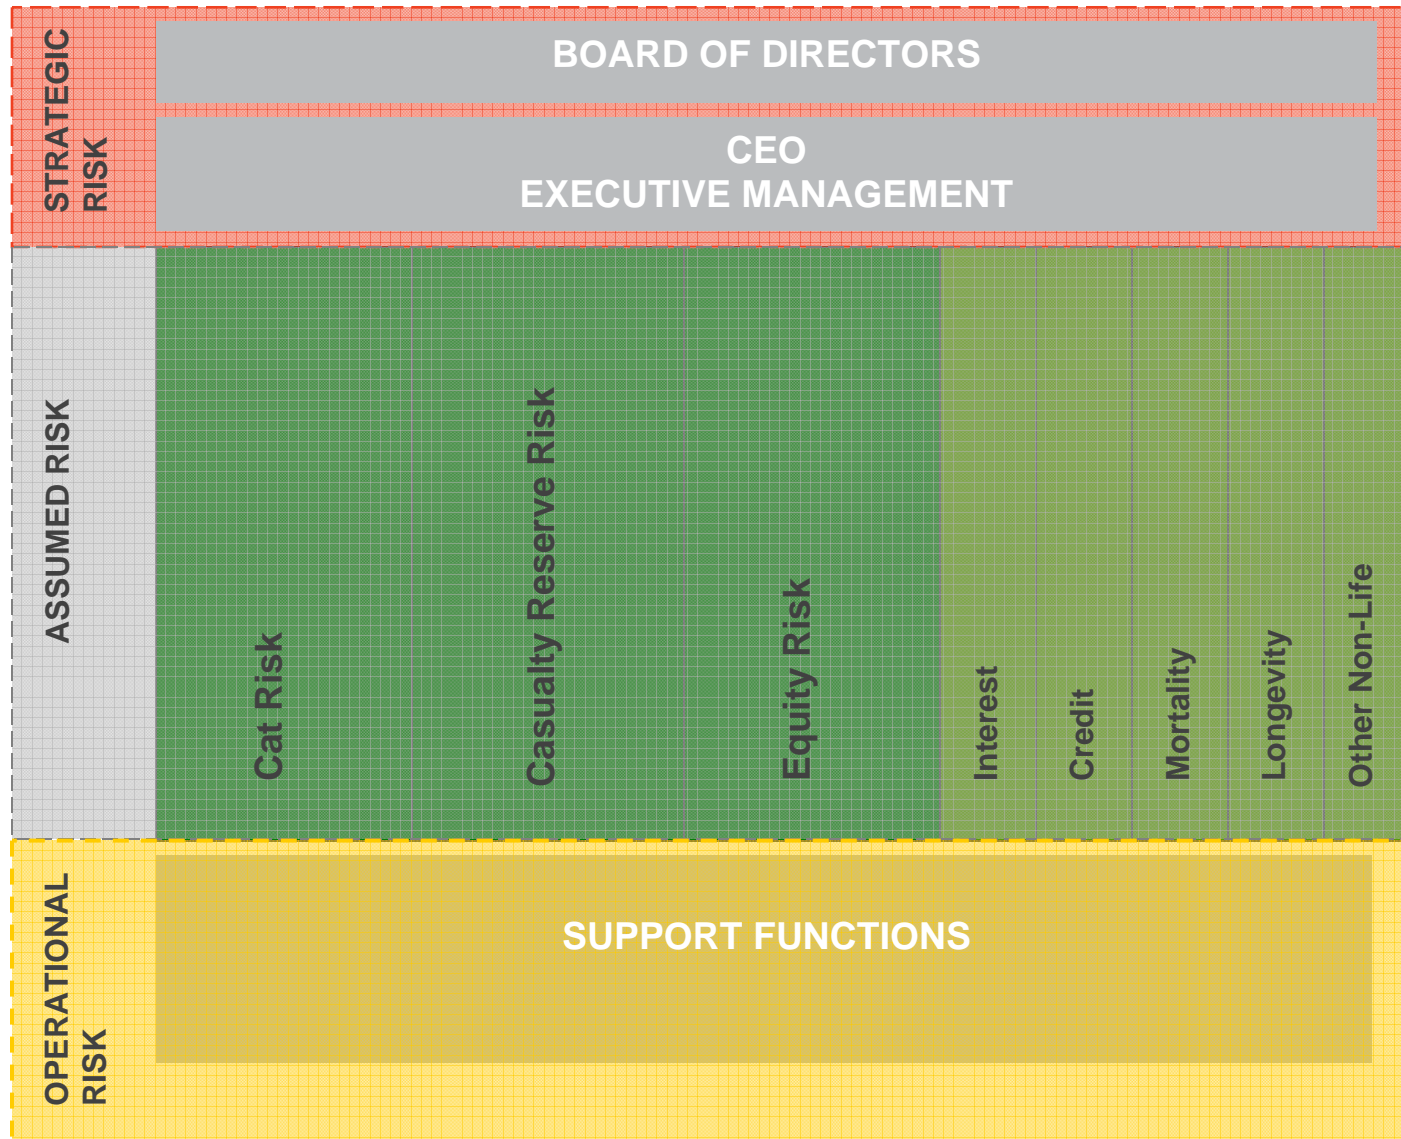 STRATEGIC
RISK
BOARD OF DIRECTORS
CEO
EXECUTIVE MANAGEMENT
ASSUMED RISK
Cat Risk
Casualty Reserve Risk
Equity Risk
Interest
Credit
Mortality
Longevity
Other Non-Life
OPERATIONAL
RISK
SUPPORT FUNCTIONS